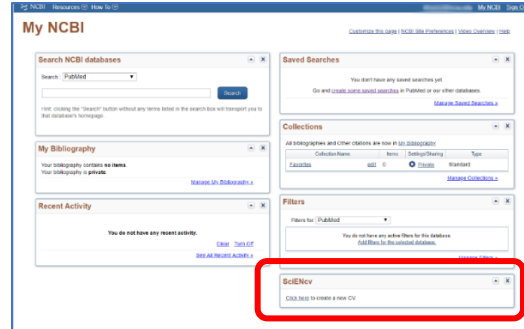 NCBI Resources How To
My NCBI Sign O
My NCBI
Customize this page | NCBI Site Preferences | Video Overview | Help
Search NCBI databases
Search: PubMed
Search
Hint: clicking the "Search" button without any terms listed in the search box will transport you to
that database's homepage.
My Bibliography
Your bibliography contains no items.
Your bibliography is private.
Manage My Bibliography »
Recent Activity
You do not have any recent activity.
Clear Turn Off
See All Recent Activity »
Saved Searches
You don't have any saved searches yet.
Go and create some saved searches in PubMed or our other databases.
Manage Saved Searches »
Collections
All bibliographies and Other citations are now in My Bibliography
Collection Name Items Settings/Sharing Type
Favorites edit 0 Private Standard
Manage Collections »
Filters
Filters for: PubMed
You do not have any active filters for this database.
Add filters for the selected database.
Manage Filters »
SciENcv
Click here to create a new CV